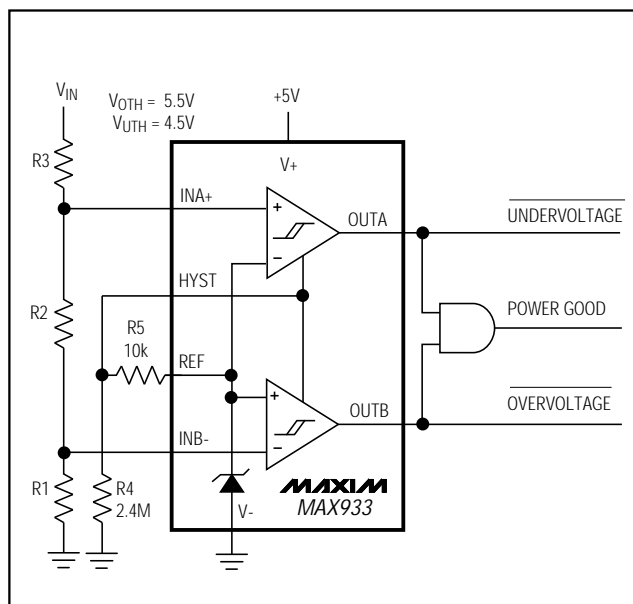 VIN
VOTH = 5.5V
VUTH = 4.5V
+5V
V+
R3
INA+
+
−
OUTA
UNDERVOLTAGE
HYST
R2
R5
10k
REF
POWER GOOD
+
−
OUTB
OVERVOLTAGE
INB-
R1
R4
2.4M
V-
MAXIM
MAX933